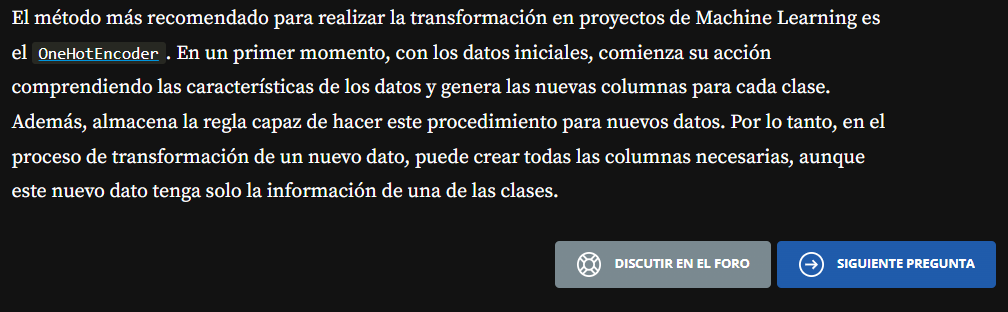 El método más recomendado para realizar la transformación en proyectos de Machine Learning es
el OneHotEncoder. En un primer momento, con los datos iniciales, comienza su acción
comprendiendo las características de los datos y genera las nuevas columnas para cada clase.
Además, almacena la regla capaz de hacer este procedimiento para nuevos datos. Por lo tanto, en el
proceso de transformación de un nuevo dato, puede crear todas las columnas necesarias, aunque
este nuevo dato tenga solo la información de una de las clases.
DISCUTIR EN EL FORO
SIGUIENTE PREGUNTA